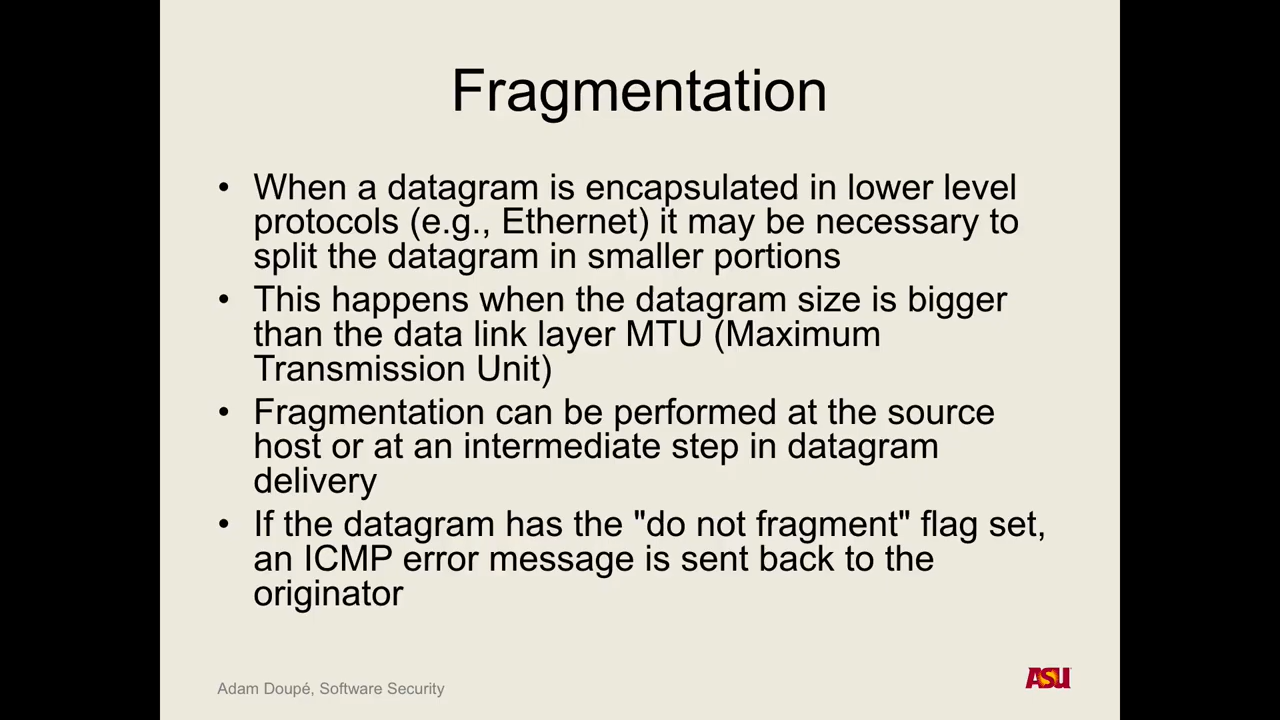 Fragmentation
• When a datagram is encapsulated in lower level
protocols (e.g., Ethernet) it may be necessary to
split the datagram in smaller portions
• This happens when the datagram size is bigger
than the data link layer MTU (Maximum
Transmission Unit)
• Fragmentation can be performed at the source
host or at an intermediate step in datagram
delivery
• If the datagram has the "do not fragment" flag set,
an ICMP error message is sent back to the
originator
Adam Doupé, Software Security
ASU